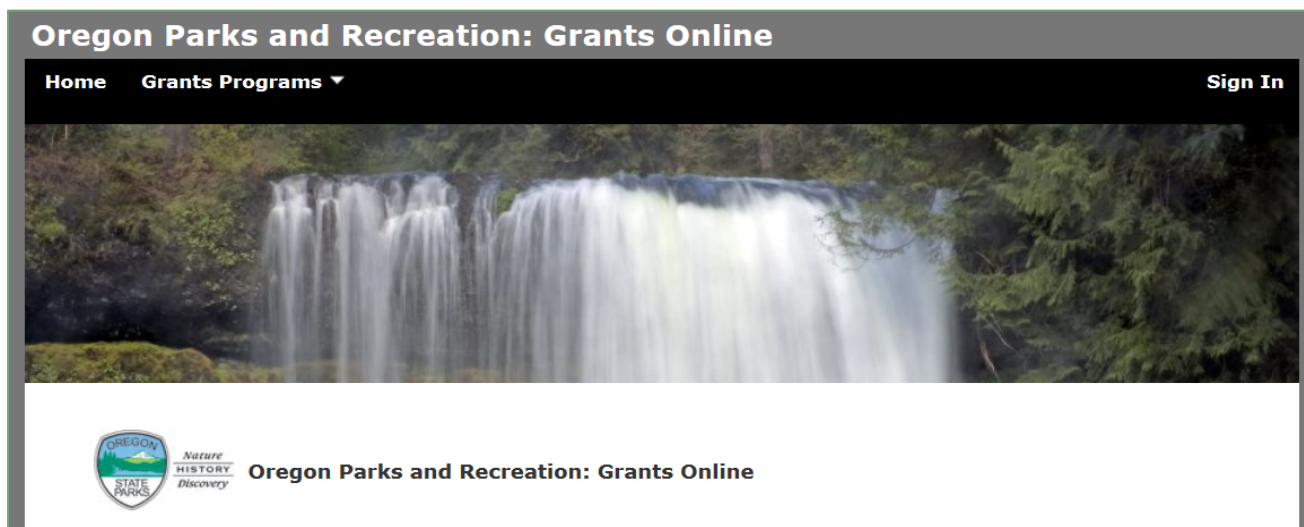 Oregon Parks and Recreation: Grants Online
Home Grants Programs Sign In
OREGON
STATE
PARKS
Nature
HISTORY
Discovery
Oregon Parks and Recreation: Grants Online